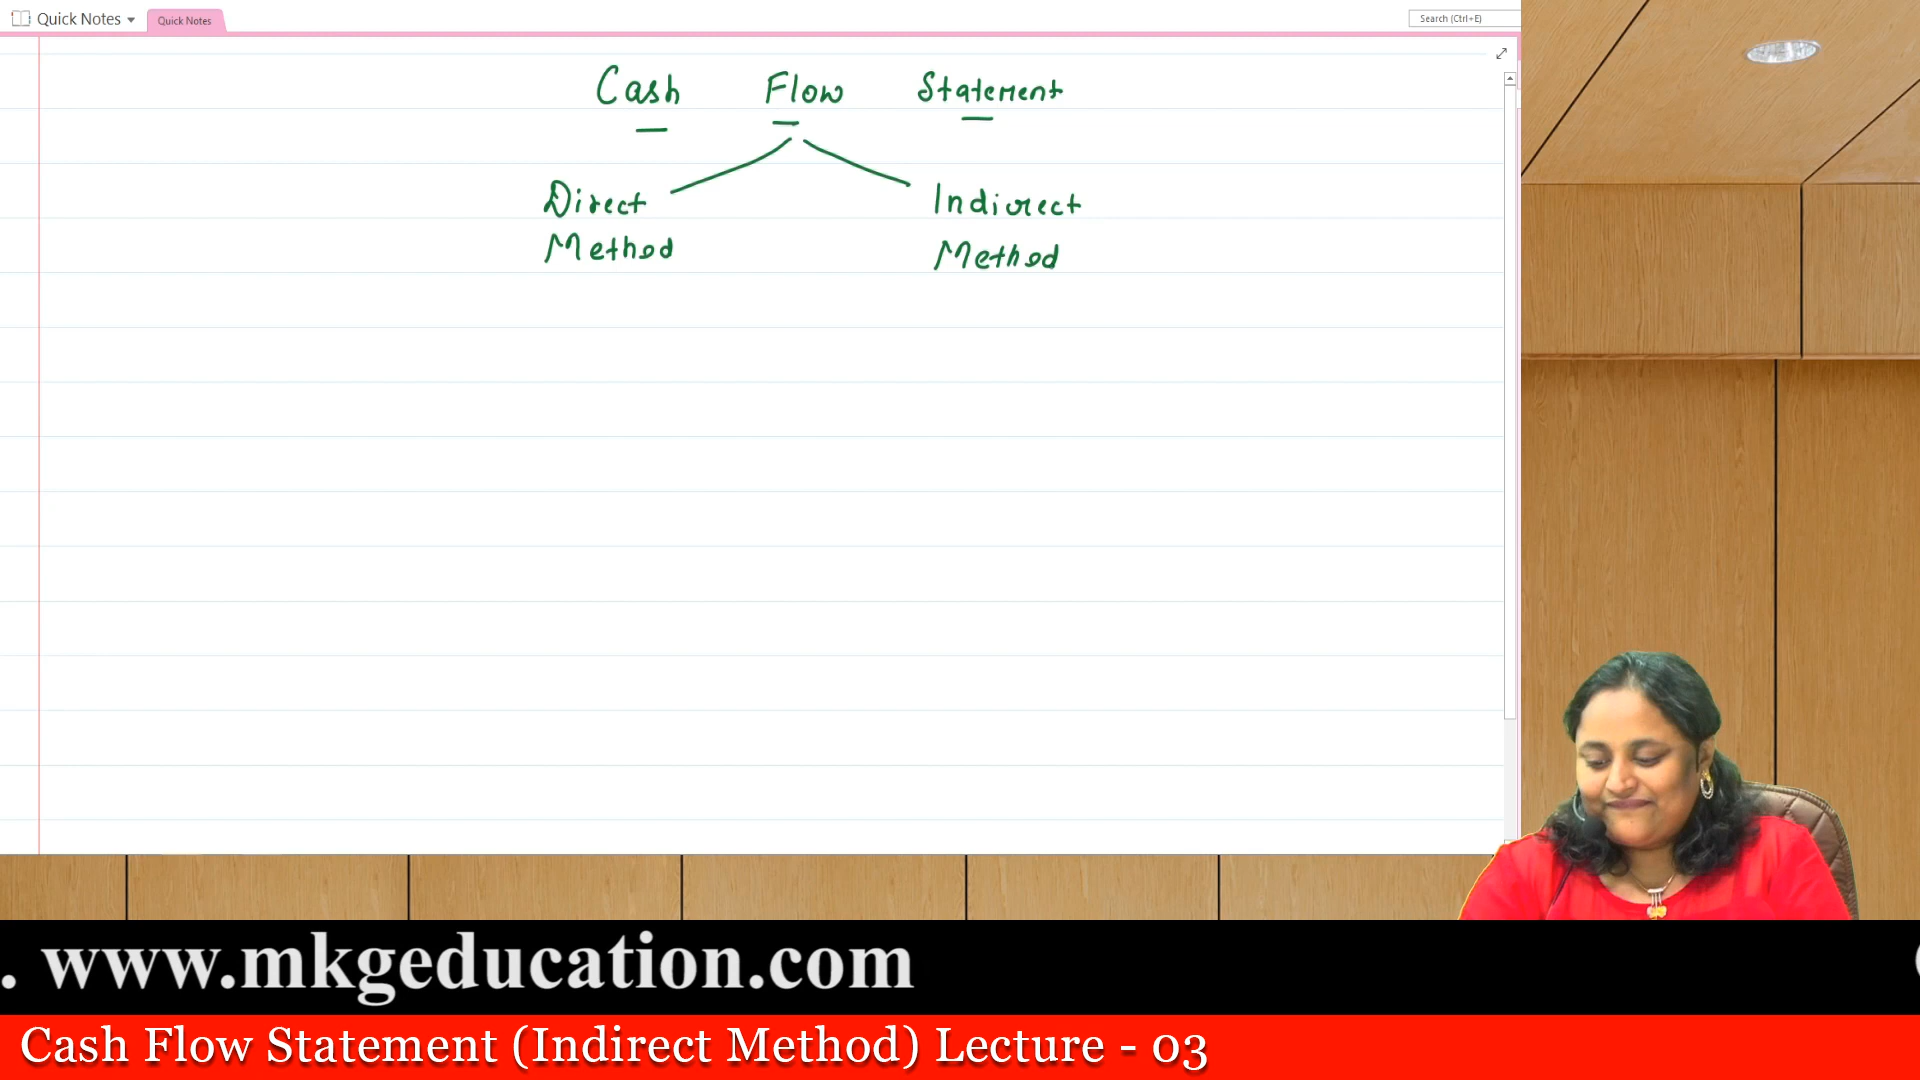 Quick Notes
Quick Notes
Search (Ctrl+E)
Cash Flow Statement
Direct Indirect
Method Method
. www.mkgeducation.com
Cash Flow Statement (Indirect Method) Lecture - 03